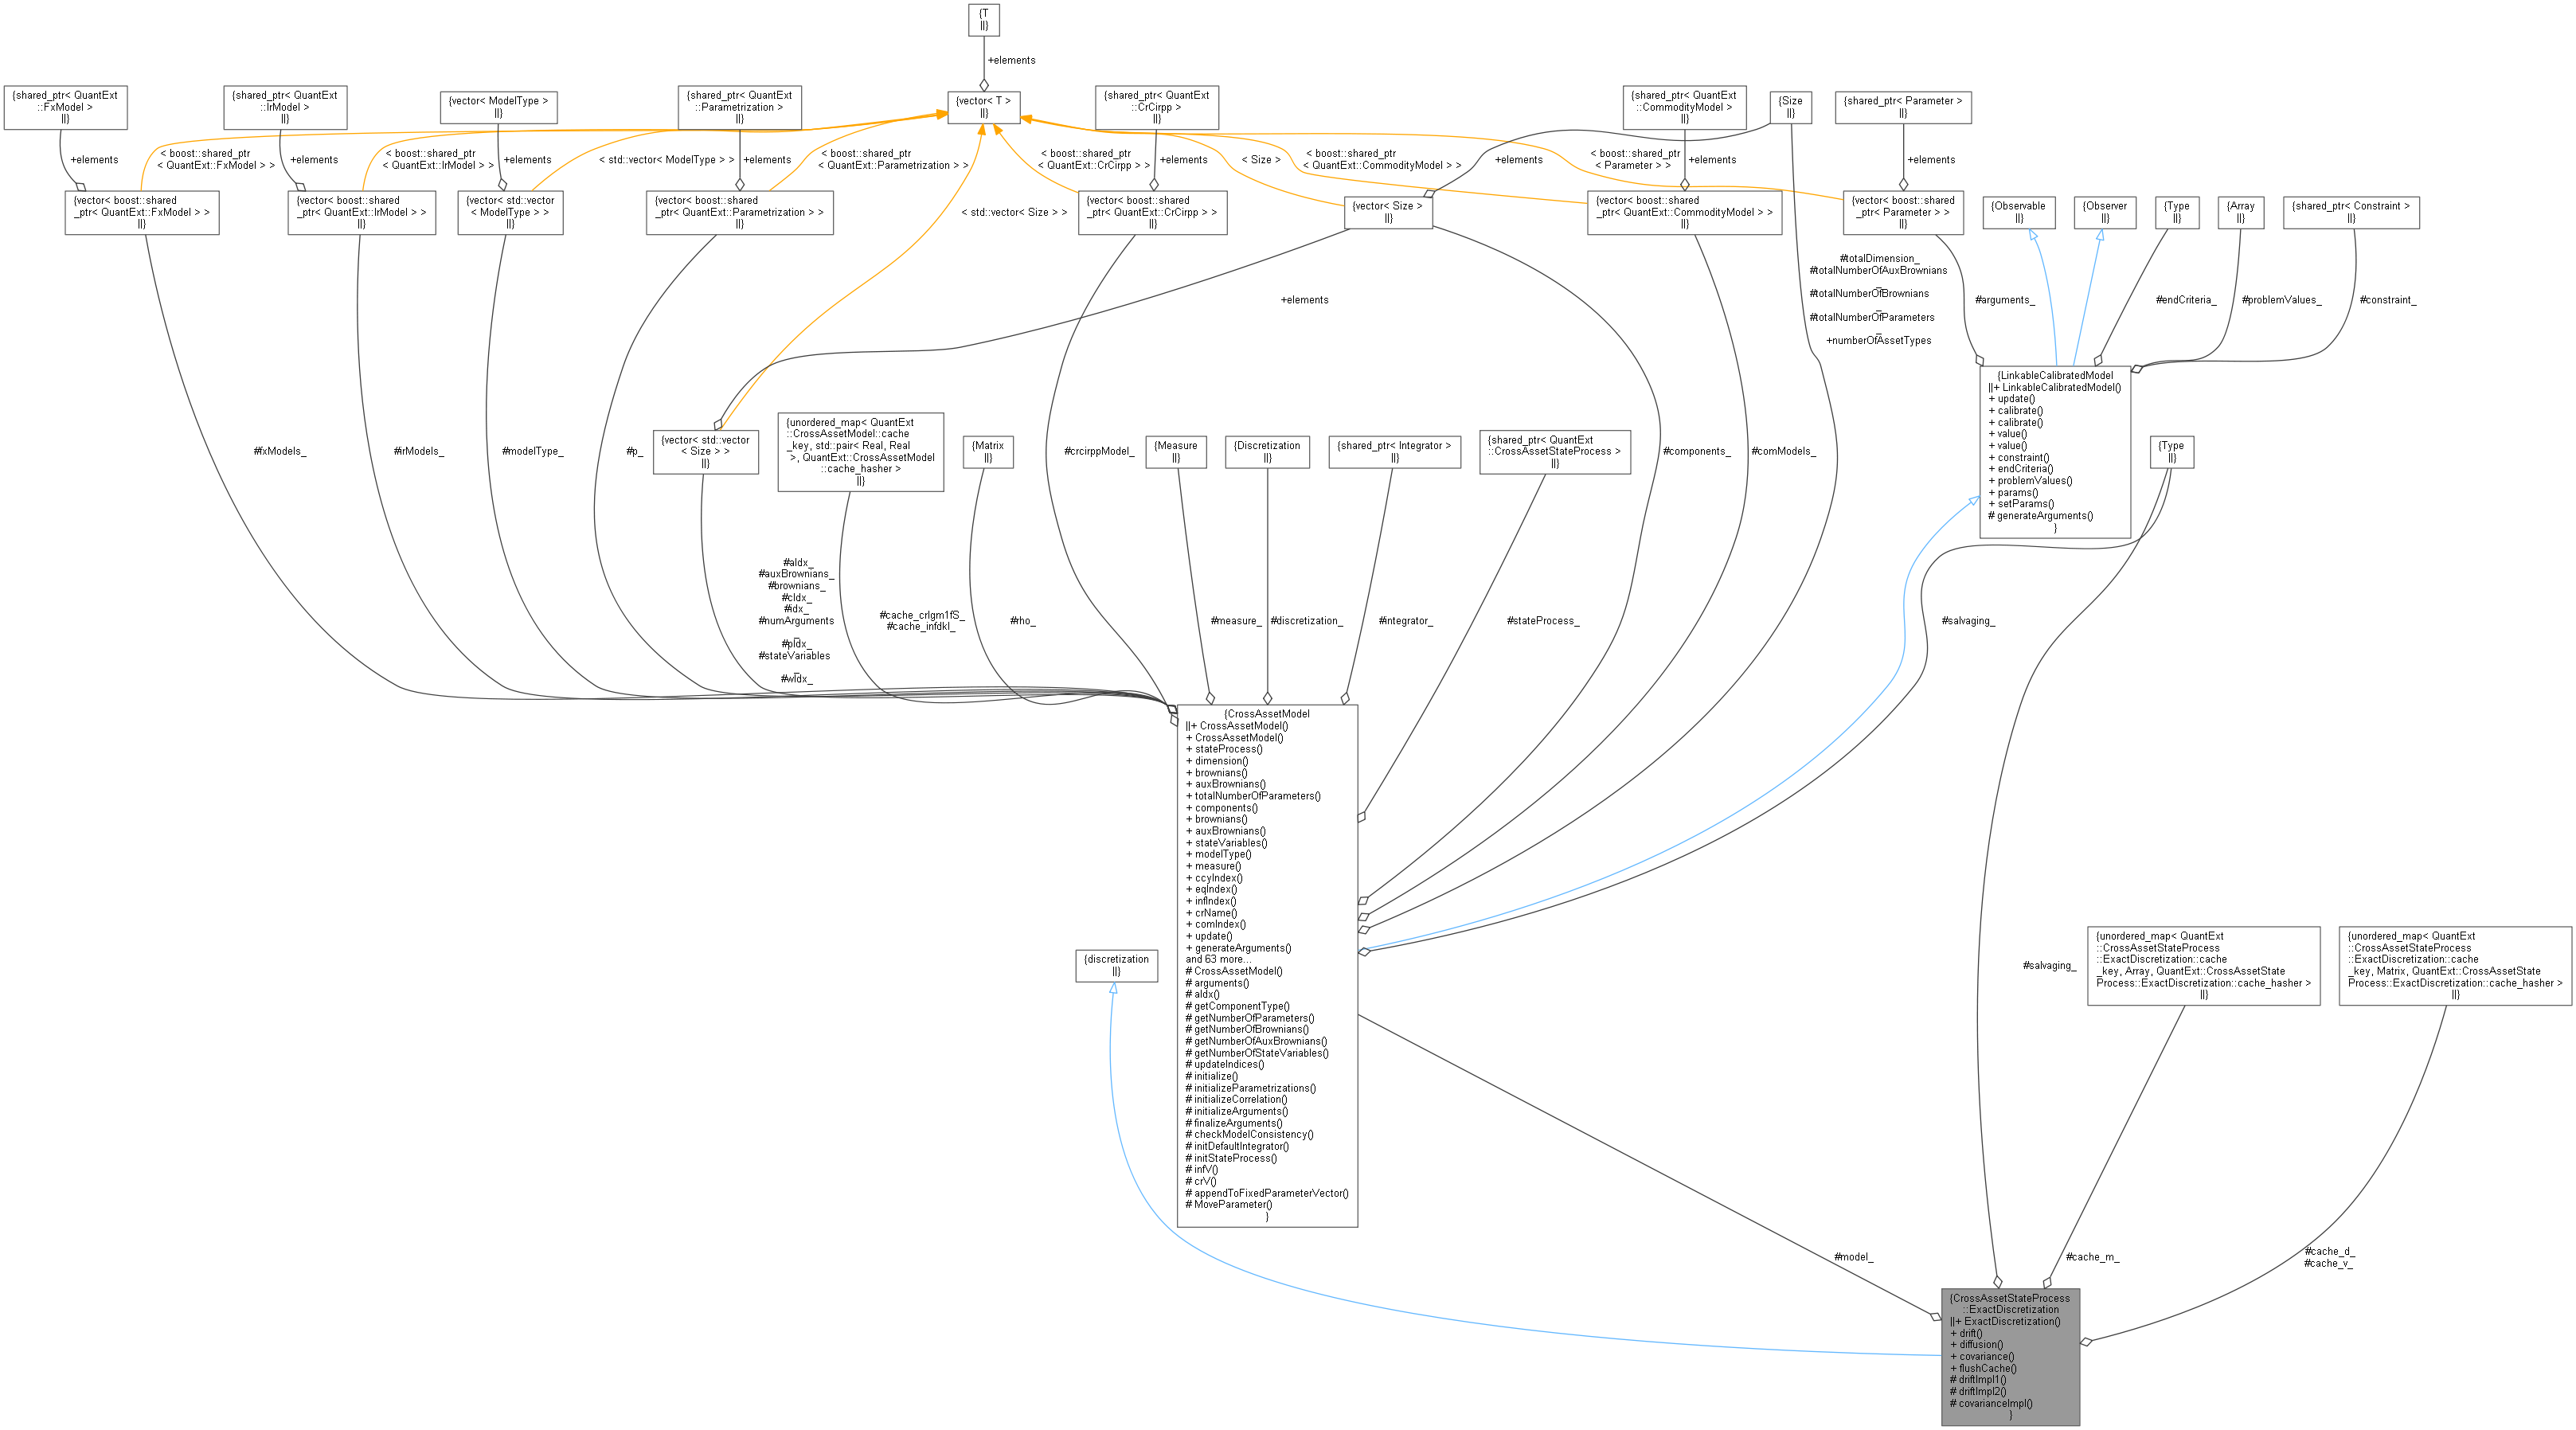 {T
||}
+elements
{shared_ptr< QuantExt
::FxModel >
||}
{shared_ptr< QuantExt
::IrModel >
||}
{vector< ModelType >
||}
{shared_ptr< QuantExt
::Parametrization >
||}
{vector< T >
||}
{shared_ptr< QuantExt
::CrCirpp >
||}
{shared_ptr< QuantExt
::CommodityModel >
||}
{Size
||}
{shared_ptr< Parameter >
||}
+elements
< boost::shared_ptr
< QuantExt::FxModel > >
+elements
< boost::shared_ptr
< QuantExt::IrModel > >
+elements
< std::vector< ModelType > >
+elements
< boost::shared_ptr
< QuantExt::Parametrization > >
< boost::shared_ptr
< QuantExt::CrCirpp > >
+elements
< Size >
< boost::shared_ptr
< QuantExt::CommodityModel > >
+elements
+elements
< boost::shared_ptr
< Parameter > >
+elements
{vector< boost::shared
_ptr< QuantExt::FxModel > >
||}
{vector< boost::shared
_ptr< QuantExt::IrModel > >
||}
{vector< std::vector
< ModelType > >
||}
{vector< boost::shared
_ptr< QuantExt::Parametrization > >
||}
< std::vector< Size > >
{vector< boost::shared
_ptr< QuantExt::CrCirpp > >
||}
{vector< Size >
||}
{vector< boost::shared
_ptr< QuantExt::CommodityModel > >
||}
{vector< boost::shared
_ptr< Parameter > >
||}
{Observable
||}
{Observer
||}
{Type
||}
{Array
||}
{shared_ptr< Constraint >
||}
+elements
#totalDimension_
#totalNumberOfAuxBrownians
_
#totalNumberOfBrownians
_
#totalNumberOfParameters
_
+numberOfAssetTypes
#arguments_
#endCriteria_
#problemValues_
#constraint_
{LinkableCalibratedModel
||+ LinkableCalibratedModel()
+ update()
+ calibrate()
+ calibrate()
+ value()
+ value()
+ constraint()
+ endCriteria()
+ problemValues()
+ params()
+ setParams()
# generateArguments()
}
#fxModels_
#irModels_
#modelType_
#p_
{vector< std::vector
< Size > >
||}
{unordered_map< QuantExt
::CrossAssetModel::cache
_key, std::pair< Real, Real
>, QuantExt::CrossAssetModel
::cache_hasher >
||}
{Matrix
||}
#crcirppModel_
{Measure
||}
{Discretization
||}
{shared_ptr< Integrator >
||}
{shared_ptr< QuantExt
::CrossAssetStateProcess >
||}
#components_
#comModels_
{Type
||}
#aIdx_
#auxBrownians_
#brownians_
#cIdx_
#idx_
#numArguments
_
#pIdx_
#stateVariables
_
#wIdx_
#cache_crlgm1fS_
#cache_infdkI_
#rho_
#measure_
#discretization_
#integrator_
#stateProcess_
#salvaging_
{CrossAssetModel
||+ CrossAssetModel()
+ CrossAssetModel()
+ stateProcess()
+ dimension()
+ brownians()
+ auxBrownians()
+ totalNumberOfParameters()
+ components()
+ brownians()
+ auxBrownians()
+ stateVariables()
+ modelType()
+ measure()
+ ccyIndex()
+ eqIndex()
+ infIndex()
+ crName()
+ comIndex()
+ update()
+ generateArguments()
and 63 more...
# CrossAssetModel()
# arguments()
# aIdx()
# getComponentType()
# getNumberOfParameters()
# getNumberOfBrownians()
# getNumberOfAuxBrownians()
# getNumberOfStateVariables()
# updateIndices()
# initialize()
# initializeParametrizations()
# initializeCorrelation()
# initializeArguments()
# finalizeArguments()
# checkModelConsistency()
# initDefaultIntegrator()
# initStateProcess()
# infV()
# crV()
# appendToFixedParameterVector()
# MoveParameter()
}
{discretization
||}
#salvaging_
{unordered_map< QuantExt
::CrossAssetStateProcess
::ExactDiscretization::cache
_key, Array, QuantExt::CrossAssetState
Process::ExactDiscretization::cache_hasher >
||}
{unordered_map< QuantExt
::CrossAssetStateProcess
::ExactDiscretization::cache
_key, Matrix, QuantExt::CrossAssetState
Process::ExactDiscretization::cache_hasher >
||}
#model_
#cache_m_
#cache_d_
#cache_v_
{CrossAssetStateProcess
::ExactDiscretization
||+ ExactDiscretization()
+ drift()
+ diffusion()
+ covariance()
+ flushCache()
# driftImpl1()
# driftImpl2()
# covarianceImpl()
}